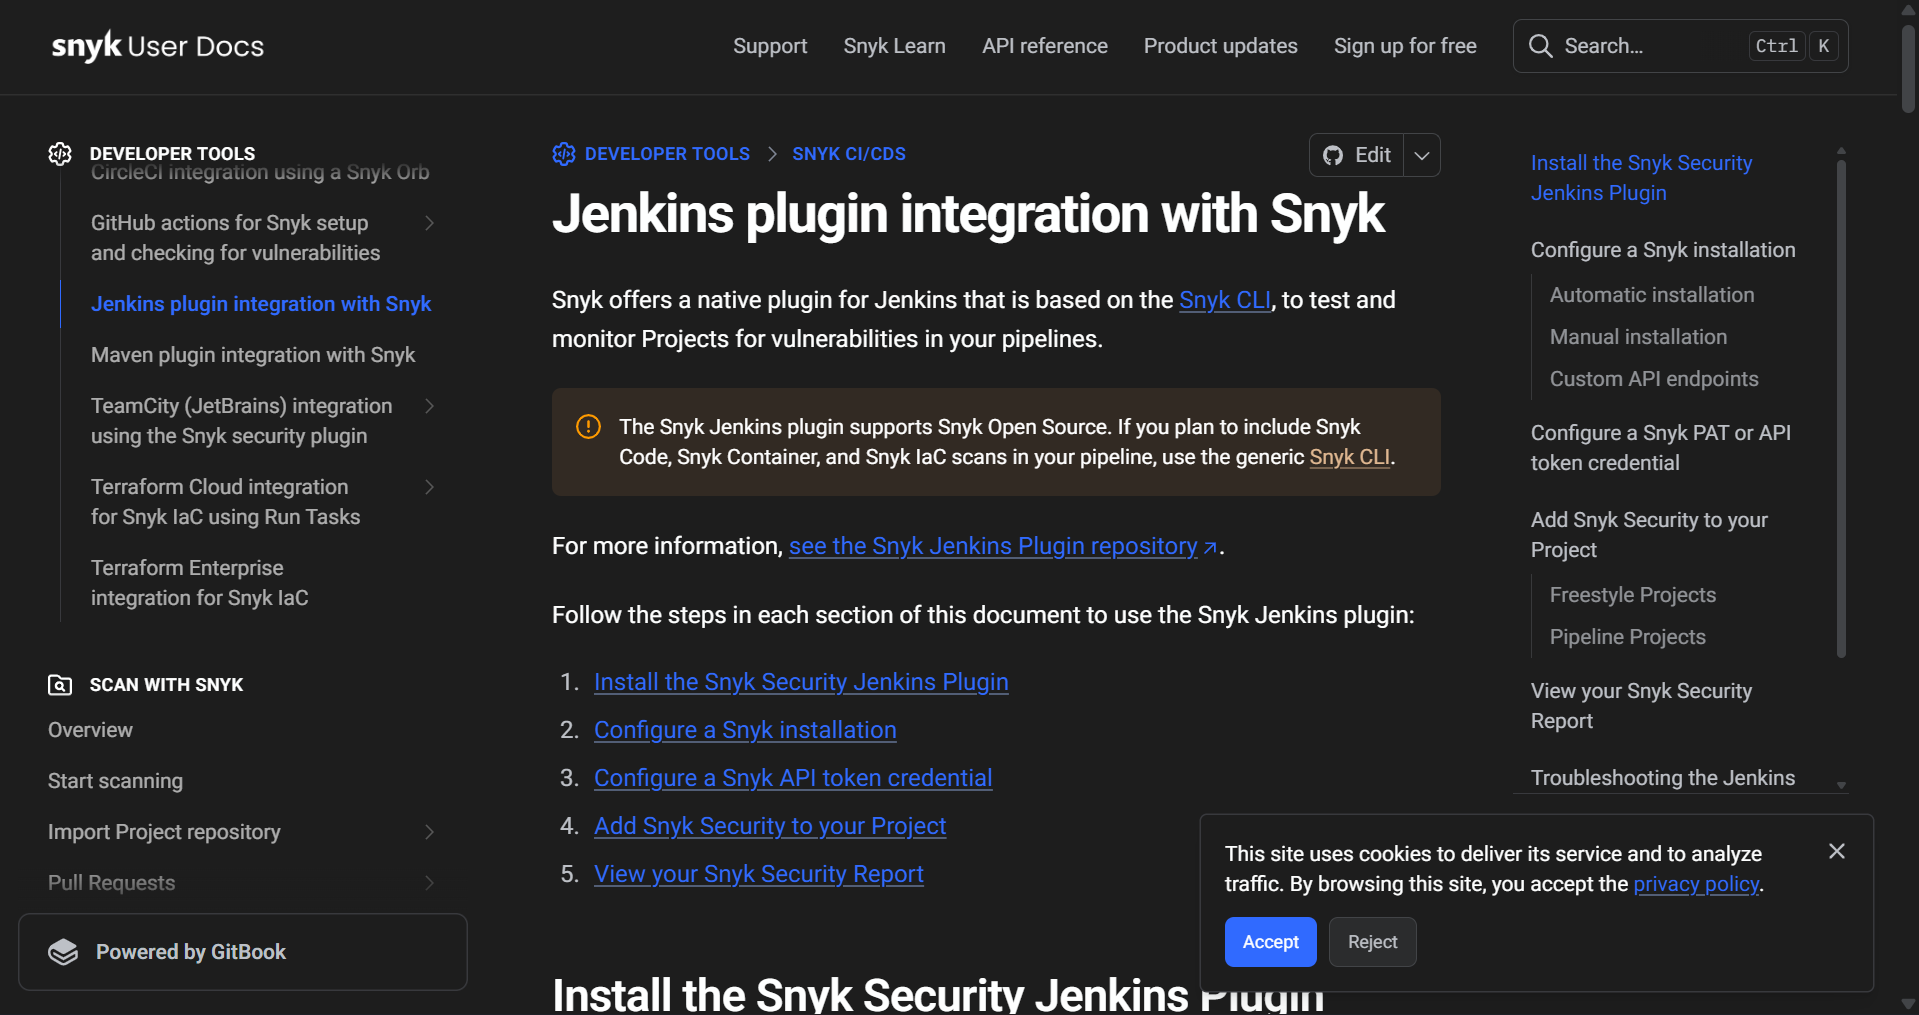 snyk User Docs
Support
Snyk Learn
API reference
Product updates
Sign up for free
Search...
Ctrl
K
DEVELOPER TOOLS
CircleCI integration using a Snyk Orb
GitHub actions for Snyk setup
and checking for vulnerabilities
Jenkins plugin integration with Snyk
Maven plugin integration with Snyk
TeamCity (JetBrains) integration
using the Snyk security plugin
Terraform Cloud integration
for Snyk IaC using Run Tasks
Terraform Enterprise
integration for Snyk IaC
SCAN WITH SNYK
Overview
Start scanning
Import Project repository
Pull Requests
Powered by GitBook
DEVELOPER TOOLS
SNYK CI/CDS
Edit
Jenkins plugin integration with Snyk
Snyk offers a native plugin for Jenkins that is based on the Snyk CLI, to test and
monitor Projects for vulnerabilities in your pipelines.
The Snyk Jenkins plugin supports Snyk Open Source. If you plan to include Snyk
Code, Snyk Container, and Snyk IaC scans in your pipeline, use the generic Snyk CLI.
For more information, see the Snyk Jenkins Plugin repository.
Follow the steps in each section of this document to use the Snyk Jenkins plugin:
1. Install the Snyk Security Jenkins Plugin
2. Configure a Snyk installation
3. Configure a Snyk API token credential
4. Add Snyk Security to your Project
5. View your Snyk Security Report
Install the Snyk Security Jenkins Plugin
Install the Snyk Security
Jenkins Plugin
Configure a Snyk installation
Automatic installation
Manual installation
Custom API endpoints
Configure a Snyk PAT or API
token credential
Add Snyk Security to your
Project
Freestyle Projects
Pipeline Projects
View your Snyk Security
Report
Troubleshooting the Jenkins
This site uses cookies to deliver its service and to analyze
traffic. By browsing this site, you accept the privacy policy.
Accept
Reject